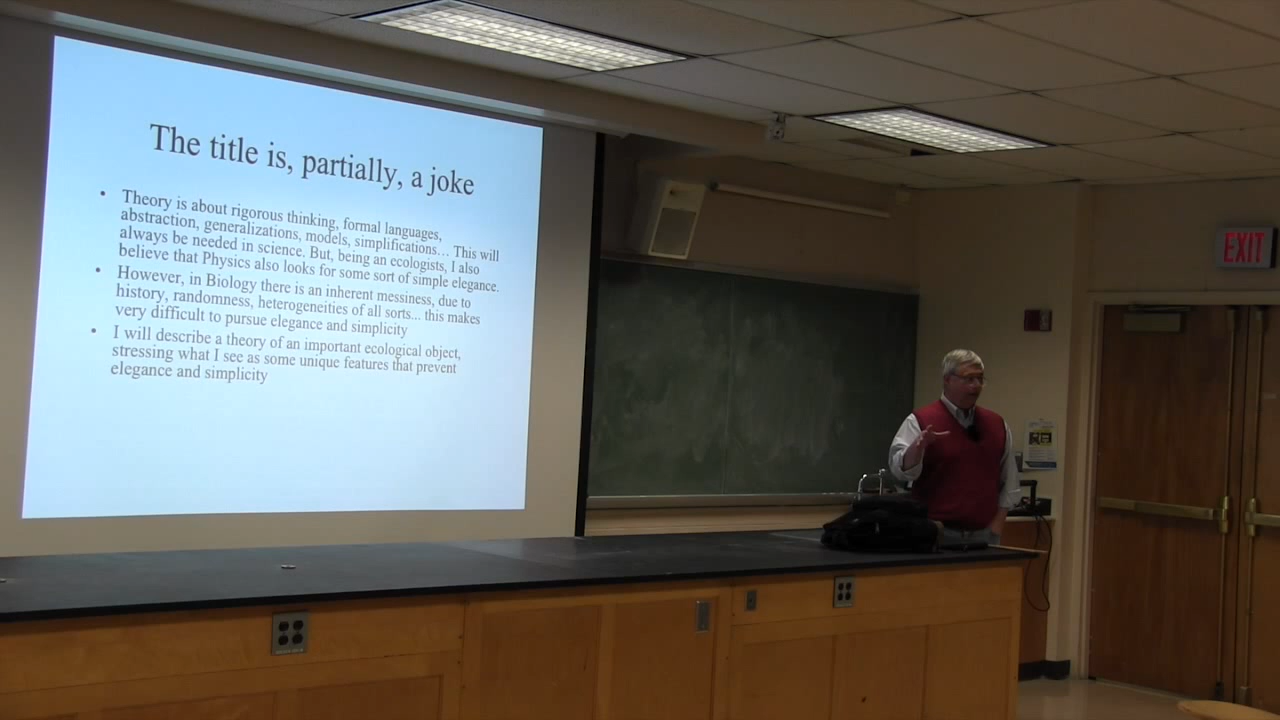 The title is, partially, a joke
• Theory is about rigorous thinking, formal languages,
abstraction, generalizations, models, simplifications… This will
always be needed in science. But, being an ecologists, I also
believe that Physics also looks for some sort of simple elegance.
• However, in Biology there is an inherent messiness, due to
history, randomness, heterogeneities of all sorts... this makes
very difficult to pursue elegance and simplicity
• I will describe a theory of an important ecological object,
stressing what I see as some unique features that prevent
elegance and simplicity
EXIT